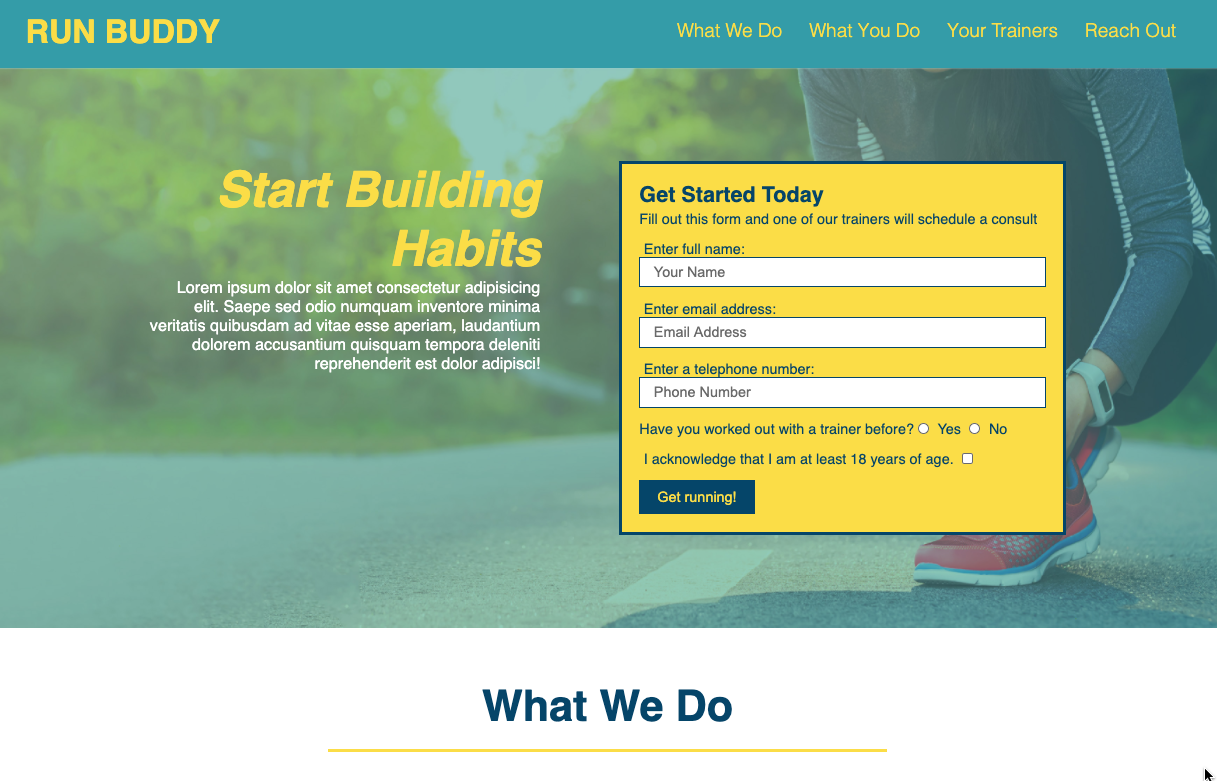 RUN BUDDY
What We Do
What You Do
Your Trainers
Reach Out
Start Building
Habits
Lorem ipsum dolor sit amet consectetur adipisicing
elit. Saepe sed odio numquam inventore minima
veritatis quibusdam ad vitae esse aperiam, laudantium
dolorem accusantium quisquam tempora deleniti
reprehenderit est dolor adipisci!
Get Started Today
Fill out this form and one of our trainers will schedule a consult
Enter full name:
Your Name
Enter email address:
Email Address
Enter a telephone number:
Phone Number
Have you worked out with a trainer before? Yes No
I acknowledge that I am at least 18 years of age.
Get running!
What We Do